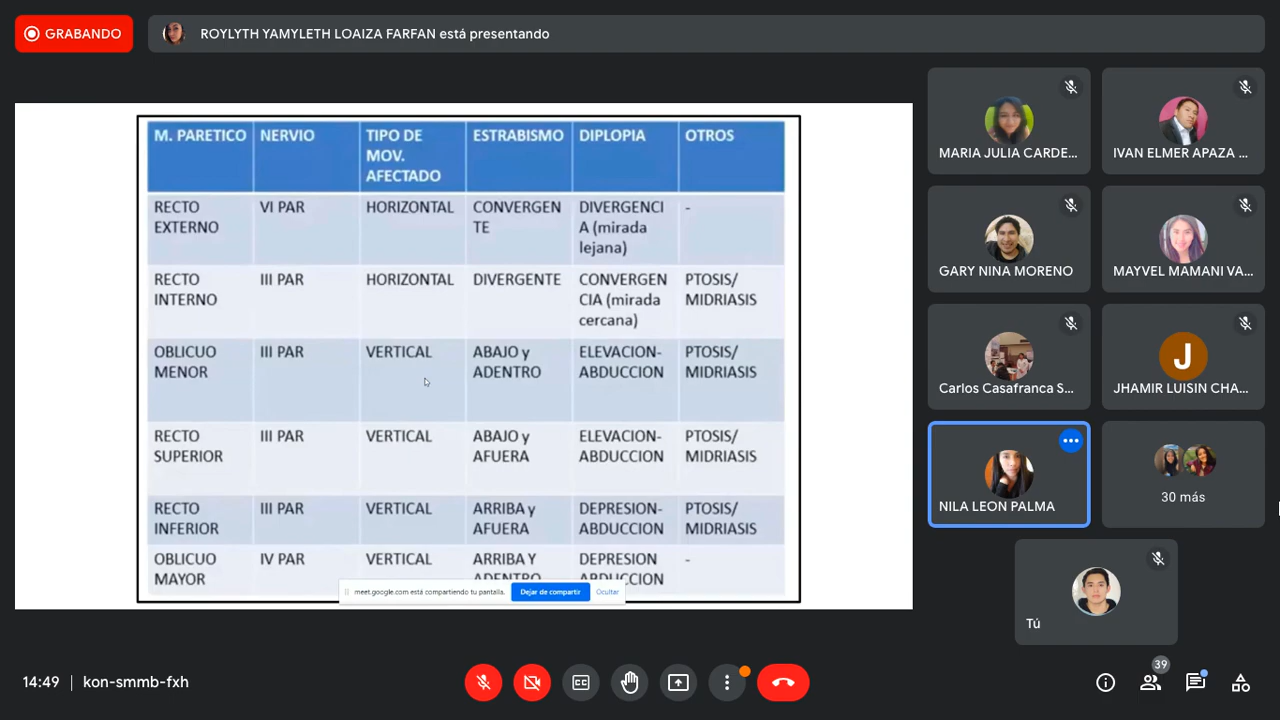 GRABANDO
ROYLYTH YAMYLETH LOAIZA FARFAN está presentando
M. PARETICO NERVIO TIPO DE MOV. AFECTADO ESTRABISMO DIPLOPIA OTROS
RECTO EXTERNO VI PAR HORIZONTAL CONVERGEN TE DIVERGENCI A (mirada lejana) -
RECTO INTERNO III PAR HORIZONTAL DIVERGENTE CONVERGEN CIA (mirada cercana) PTOSIS/ MIDRIASIS
OBLICUO MENOR III PAR VERTICAL ABAJO y ADENTRO ELEVACION- ABDUCCION PTOSIS/ MIDRIASIS
RECTO SUPERIOR III PAR VERTICAL ABAJO y AFUERA ELEVACION- ABDUCCION PTOSIS/ MIDRIASIS
RECTO INFERIOR III PAR VERTICAL ARRIBA y AFUERA DEPRESION- ABDUCCION PTOSIS/ MIDRIASIS
OBLICUO MAYOR IV PAR VERTICAL ARRIBA Y ADENTRO DEPRESION ABDUCCION -
meet.google.com está compartiendo tu pantalla. Dejar de compartir Ocultar
MARIA JULIA CARDE...
IVAN ELMER APAZA ...
GARY NINA MORENO
MAYVEL MAMANI VA...
Carlos Casafranca S...
J
JHAMIR LUISIN CHA...
NILA LEON PALMA
30 más
Tú
14:49 | kon-smmb-fxh
CC
39